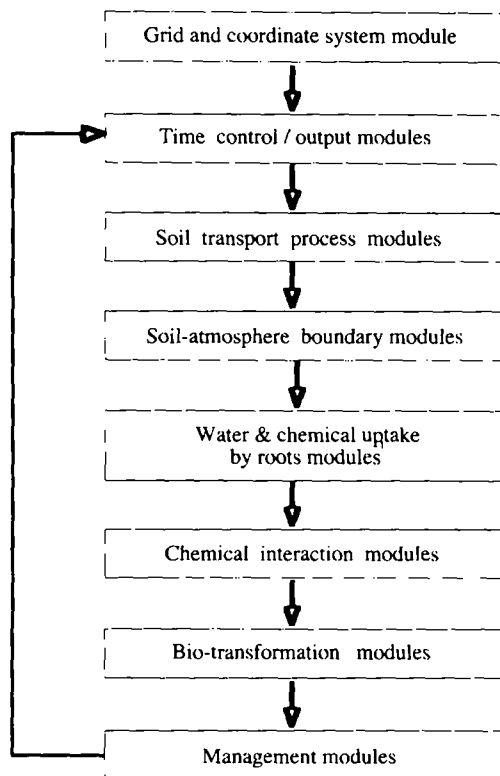 Grid and coordinate system module
Time control / output modules
Soil transport process modules
Soil-atmosphere boundary modules
Water & chemical uptake
by roots modules
Chemical interaction modules
Bio-transformation modules
Management modules